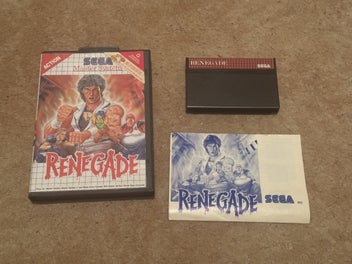 ACTION
SEGA
Master System
RENEGADE
RENEGADE SEGA
RENEGADE SEGA